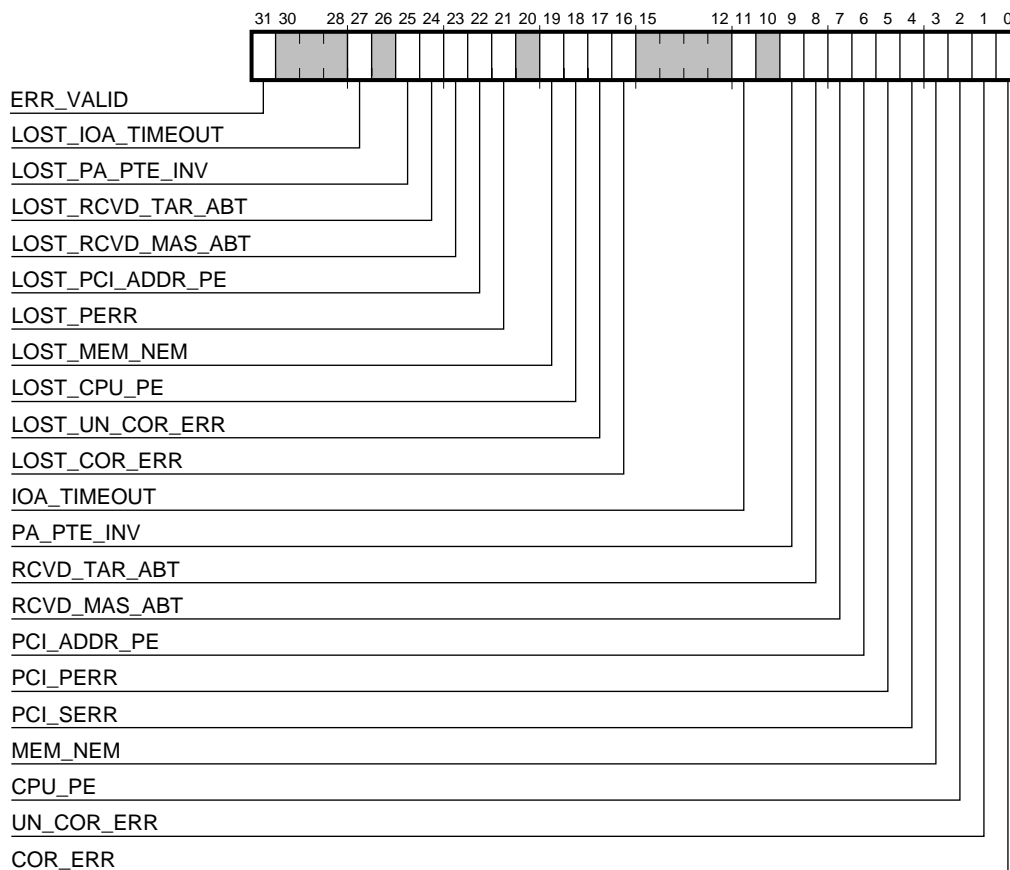 31 30 28 27 26 25 24 23 22 21 20 19 18 17 16 15 12 11 10 9 8 7 6 5 4 3 2 1 0
ERR_VALID
LOST_IOA_TIMEOUT
LOST_PA_PTE_INV
LOST_RCVD_TAR_ABT
LOST_RCVD_MAS_ABT
LOST_PCI_ADDR_PE
LOST_PERR
LOST_MEM_NEM
LOST_CPU_PE
LOST_UN_COR_ERR
LOST_COR_ERR
IOA_TIMEOUT
PA_PTE_INV
RCVD_TAR_ABT
RCVD_MAS_ABT
PCI_ADDR_PE
PCI_PERR
PCI_SERR
MEM_NEM
CPU_PE
UN_COR_ERR
COR_ERR